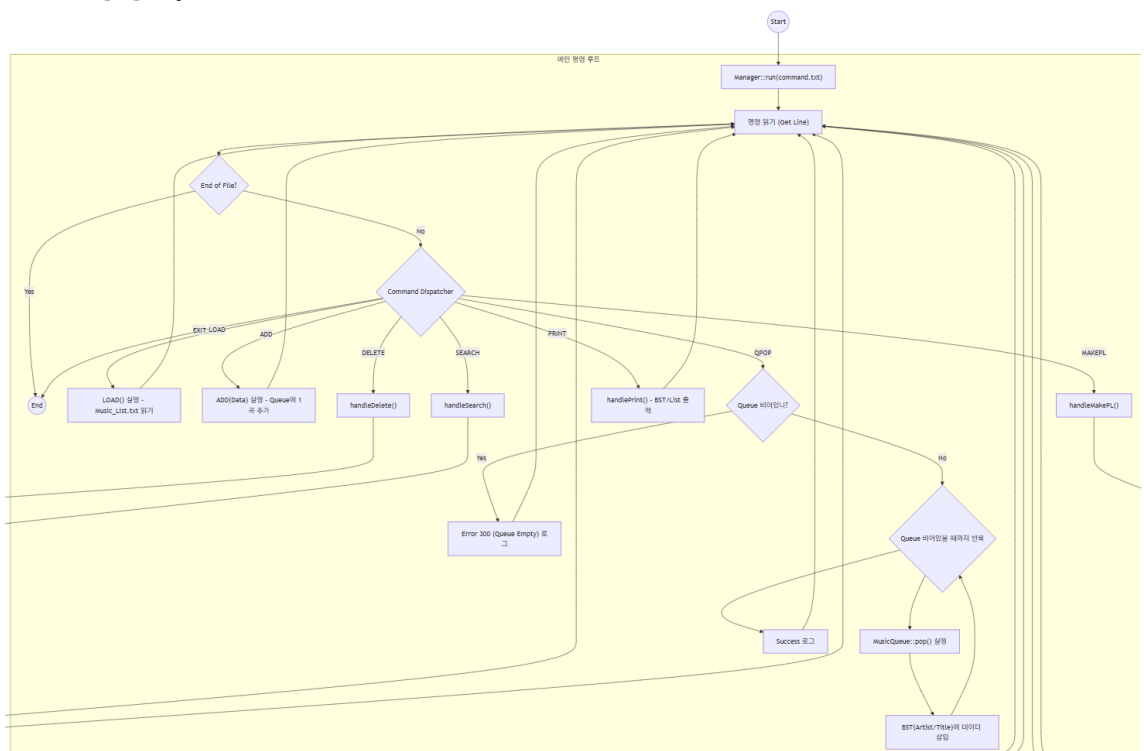 Start
메인 명령 루프
Manager::run(command.txt)
명령 읽기 (Get Line)
End of File?
No
Yes
Command Dispatcher
EXIT
LOAD
ADD
DELETE
SEARCH
PRINT
QPOP
MAKEPL
End
LOAD() 실행 -
Music_List.txt 읽기
ADD(Data) 실행 - Queue에 1
곡 추가
handleDelete()
handleSearch()
handlePrint() - BST/List 출
력
Queue 비어있나?
handleMakePL()
Yes
No
Error 300 (Queue Empty) 로
그
Queue 비어있을 때까지 반복
Success 로그
MusicQueue::pop() 실행
BST(Artist/Title)에 데이터
삽입